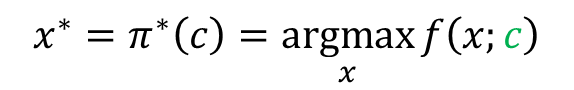 x* = π*(c) = argmax f(x; c)
x